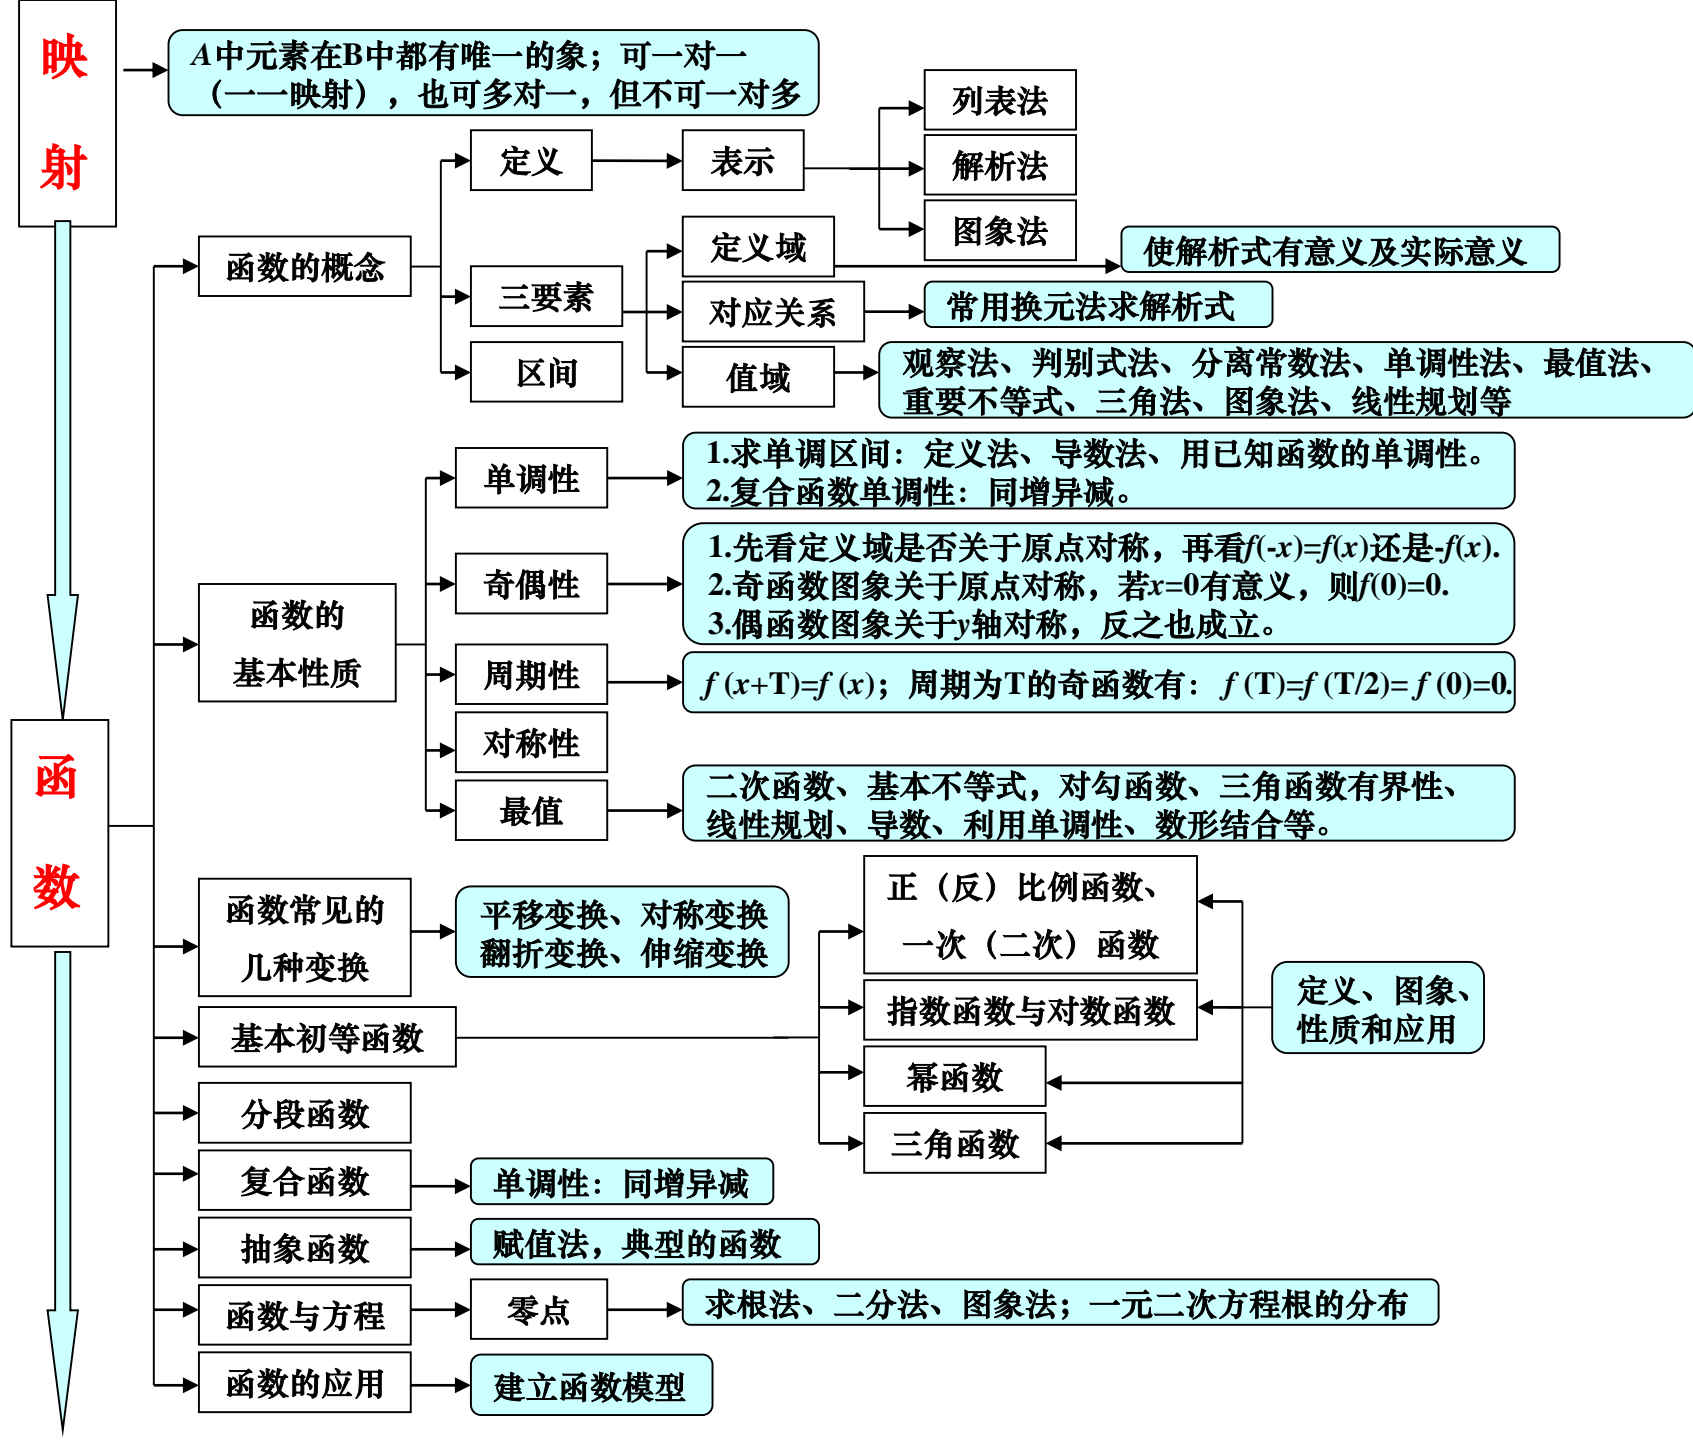 映
射
A中元素在B中都有唯一的象；可一对一
（一一映射），也可多对一，但不可一对多
函
数
函数的概念
定义
表示
列表法
解析法
图象法
三要素
定义域
使解析式有意义及实际意义
对应关系
常用换元法求解析式
值域
观察法、判别式法、分离常数法、单调性法、最值法、
重要不等式、三角法、图象法、线性规划等
区间
函数的
基本性质
单调性
1.求单调区间：定义法、导数法、用已知函数的单调性。
2.复合函数单调性：同增异减。
奇偶性
1.先看定义域是否关于原点对称，再看f(-x)=f(x)还是-f(x).
2.奇函数图象关于原点对称，若x=0有意义，则f(0)=0.
3.偶函数图象关于y轴对称，反之也成立。
周期性
f (x+T)=f (x)；周期为T的奇函数有：f (T)=f (T/2)= f (0)=0.
对称性
最值
二次函数、基本不等式，对勾函数、三角函数有界性、
线性规划、导数、利用单调性、数形结合等。
函数常见的
几种变换
平移变换、对称变换
翻折变换、伸缩变换
基本初等函数
正（反）比例函数、
一次（二次）函数
指数函数与对数函数
幂函数
三角函数
定义、图象、
性质和应用
分段函数
复合函数
单调性：同增异减
抽象函数
赋值法，典型的函数
函数与方程
零点
求根法、二分法、图象法；一元二次方程根的分布
函数的应用
建立函数模型